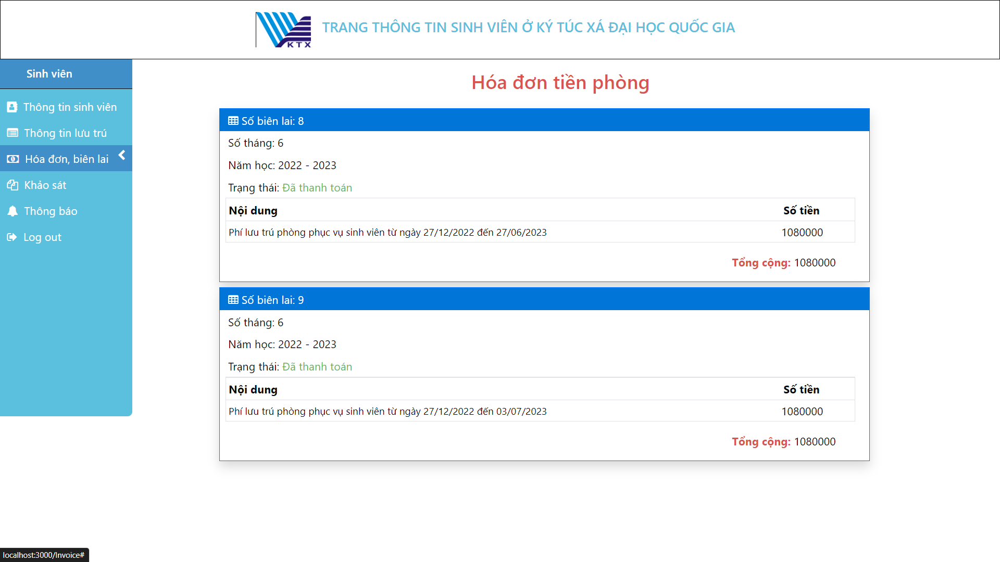 KTX
TRANG THÔNG TIN SINH VIÊN Ở KÝ TÚC XÁ ĐẠI HỌC QUỐC GIA
Sinh viên
Thông tin sinh viên
Thông tin lưu trú
Hóa đơn, biên lai
Khảo sát
Thông báo
Log out
Hóa đơn tiền phòng
Số biên lai: 8
Số tháng: 6
Năm học: 2022 - 2023
Trạng thái: Đã thanh toán
Nội dung Số tiền
Phí lưu trú phòng phục vụ sinh viên từ ngày 27/12/2022 đến 27/06/2023 1080000
Tổng cộng: 1080000
Số biên lai: 9
Số tháng: 6
Năm học: 2022 - 2023
Trạng thái: Đã thanh toán
Nội dung Số tiền
Phí lưu trú phòng phục vụ sinh viên từ ngày 27/12/2022 đến 03/07/2023 1080000
Tổng cộng: 1080000
localhost:3000/Invoice#